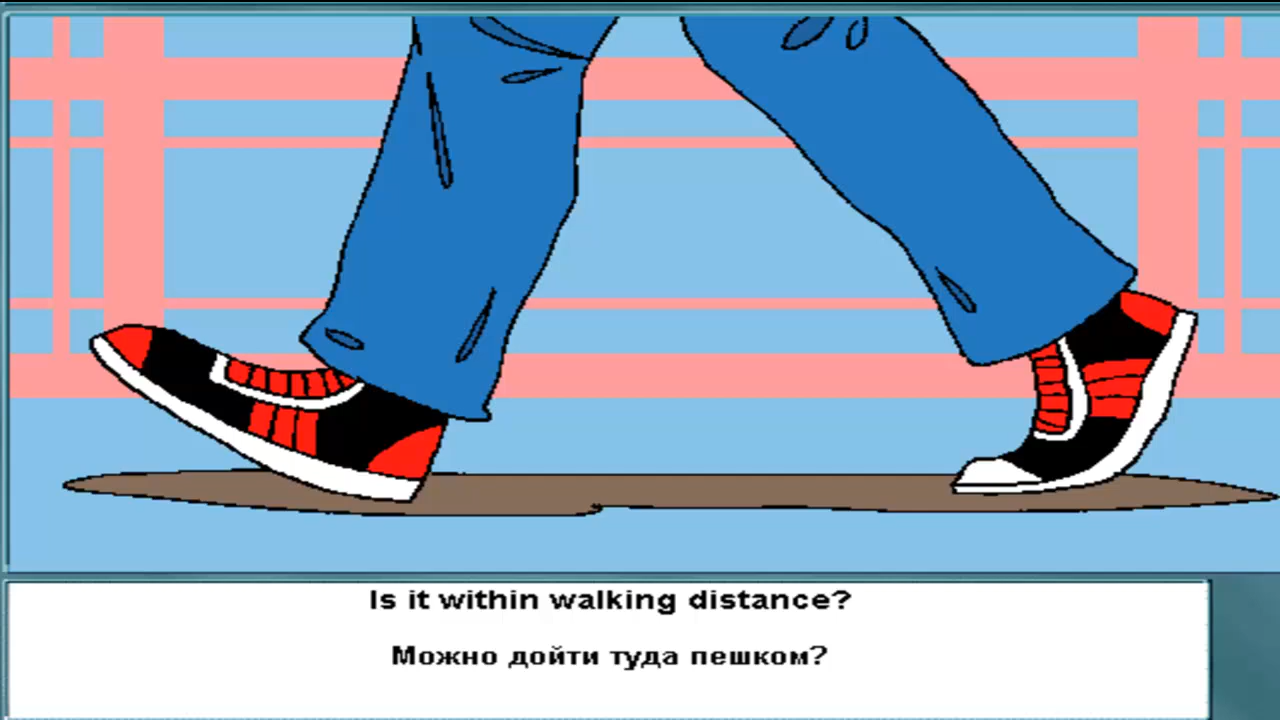 Is it within walking distance?
Можно дойти туда пешком?